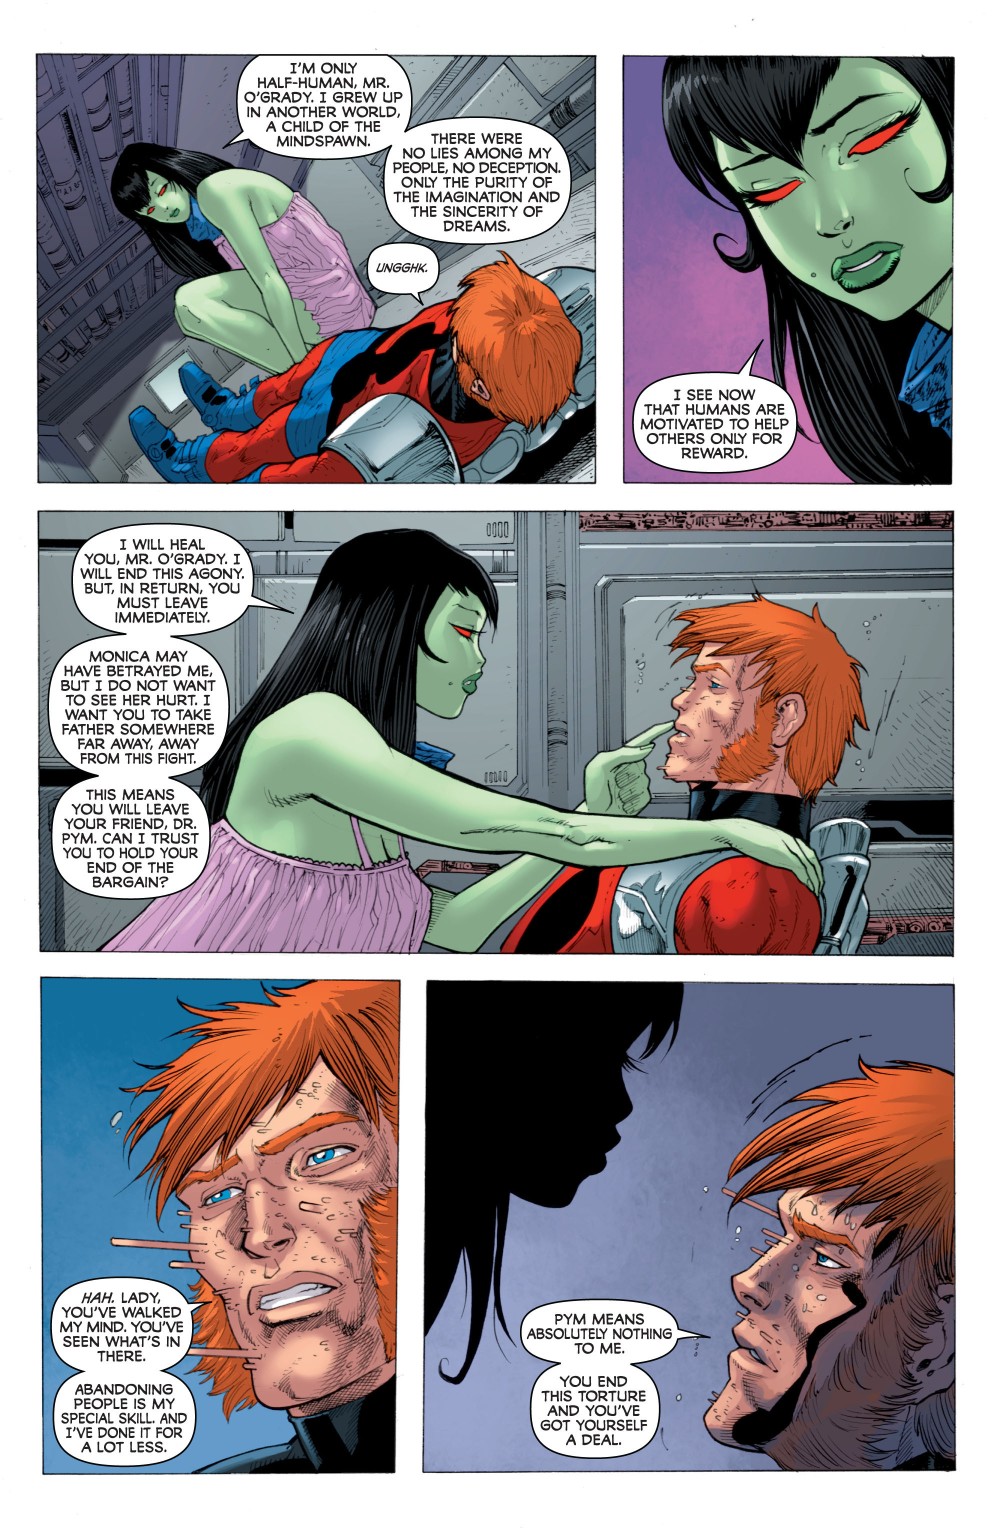 I'M ONLY
HALF-HUMAN, MR.
O'GRADY. I GREW UP
IN ANOTHER WORLD,
A CHILD OF THE
MINDSPAWN.
THERE WERE
NO LIES AMONG MY
PEOPLE, NO DECEPTION.
ONLY THE PURITY OF
THE IMAGINATION AND
THE SINCERITY OF
DREAMS.
UNGGHK.
I SEE NOW
THAT HUMANS ARE
MOTIVATED TO HELP
OTHERS ONLY FOR
REWARD.
I WILL HEAL
YOU, MR. O'GRADY. I
WILL END THIS AGONY.
BUT, IN RETURN, YOU
MUST LEAVE
IMMEDIATELY.
MONICA MAY
HAVE BETRAYED ME,
BUT I DO NOT WANT
TO SEE HER HURT. I
WANT YOU TO TAKE
FATHER SOMEWHERE
FAR AWAY, AWAY
FROM THIS FIGHT.
THIS MEANS
YOU WILL LEAVE
YOUR FRIEND, DR.
PYM. CAN I TRUST
YOU TO HOLD YOUR
END OF THE
BARGAIN?
HAH. LADY,
YOU'VE WALKED
MY MIND. YOU'VE
SEEN WHAT'S IN
THERE.
ABANDONING
PEOPLE IS MY
SPECIAL SKILL. AND
I'VE DONE IT FOR
A LOT LESS.
PYM MEANS
ABSOLUTELY NOTHING
TO ME.
YOU END
THIS TORTURE
AND YOU'VE
GOT YOURSELF
A DEAL.